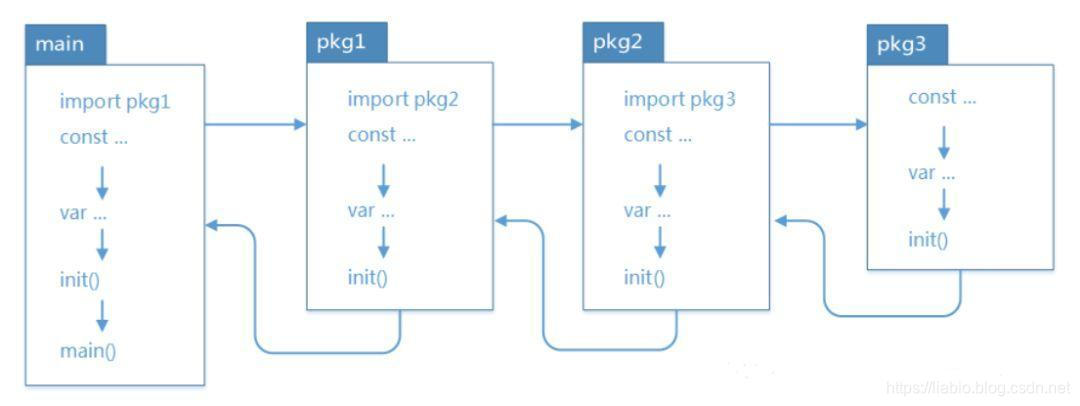 main
import pkg1
const ...
var ...
init()
main()
pkg1
import pkg2
const ...
var ...
init()
pkg2
import pkg3
const ...
var ...
init()
pkg3
const ...
var ...
init()
https://liabio.blog.csdn.net